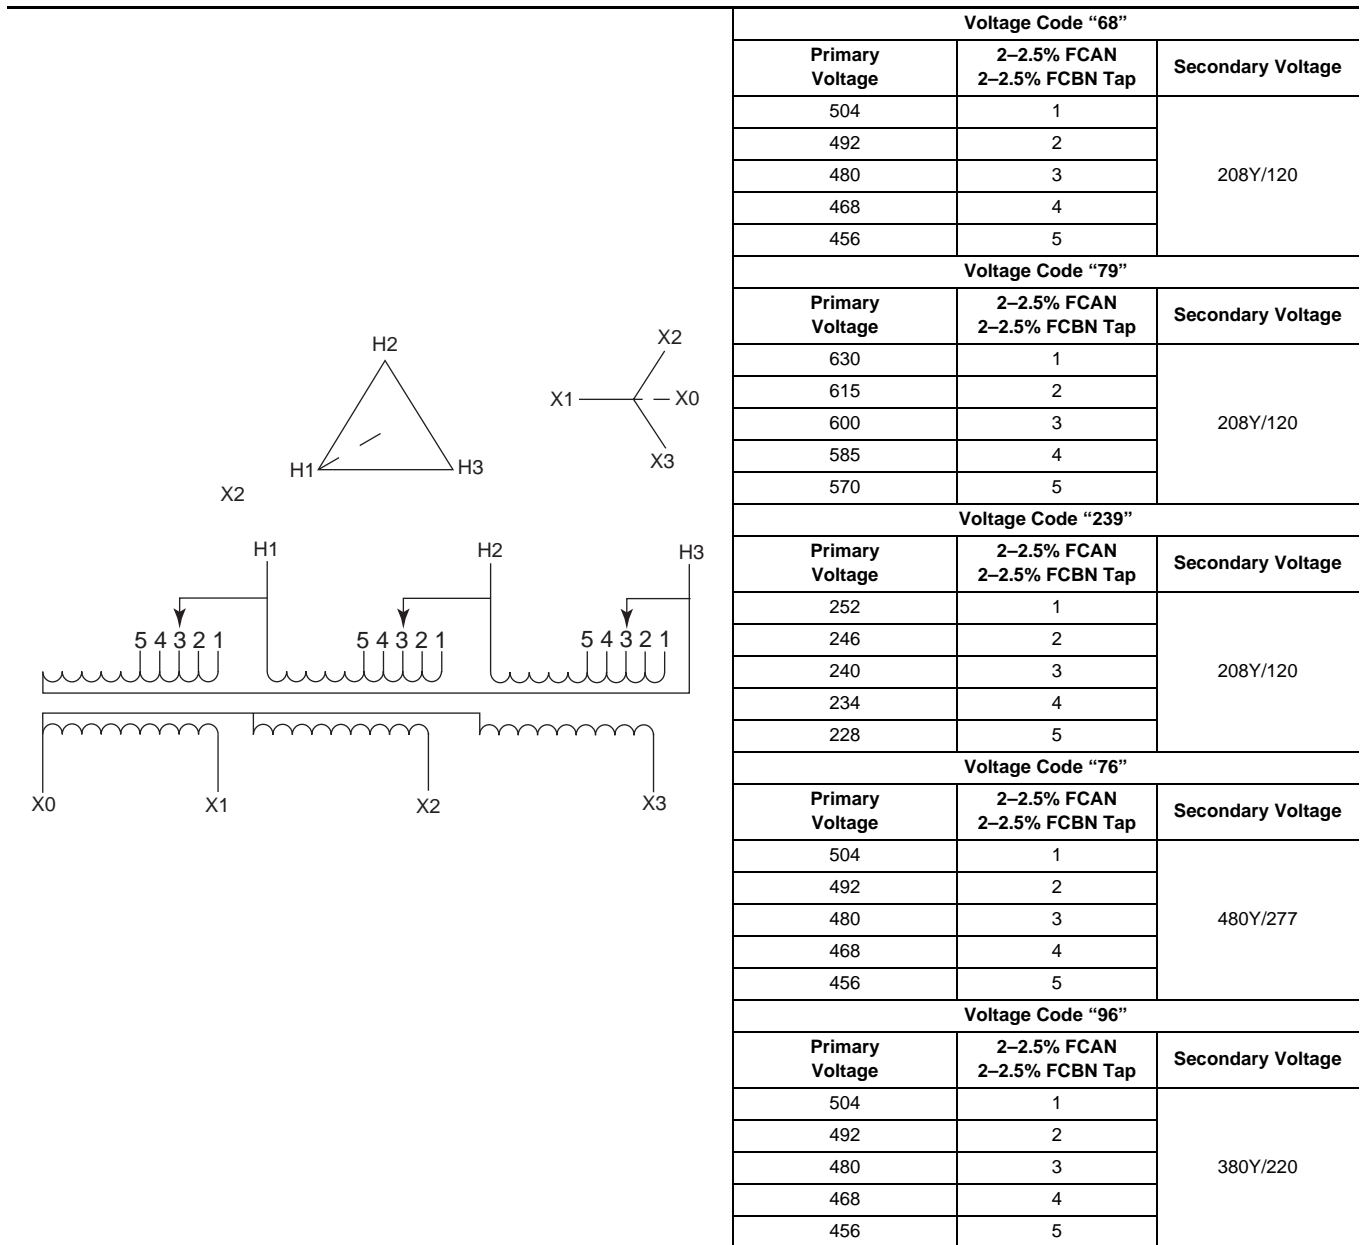 H2
H1
H3
X2
X1
X0
X3
X2
H1
H2
H3
5 4 3 2 1
5 4 3 2 1
5 4 3 2 1
X0
X1
X2
X3
Voltage Code “68”
Primary
Voltage
2–2.5% FCAN
2–2.5% FCBN Tap
Secondary Voltage
504 1
492 2
480 3 208Y/120
468 4
456 5
Voltage Code “79”
Primary
Voltage
2–2.5% FCAN
2–2.5% FCBN Tap
Secondary Voltage
630 1
615 2
600 3 208Y/120
585 4
570 5
Voltage Code “239”
Primary
Voltage
2–2.5% FCAN
2–2.5% FCBN Tap
Secondary Voltage
252 1
246 2
240 3 208Y/120
234 4
228 5
Voltage Code “76”
Primary
Voltage
2–2.5% FCAN
2–2.5% FCBN Tap
Secondary Voltage
504 1
492 2
480 3 480Y/277
468 4
456 5
Voltage Code “96”
Primary
Voltage
2–2.5% FCAN
2–2.5% FCBN Tap
Secondary Voltage
504 1
492 2
480 3 380Y/220
468 4
456 5